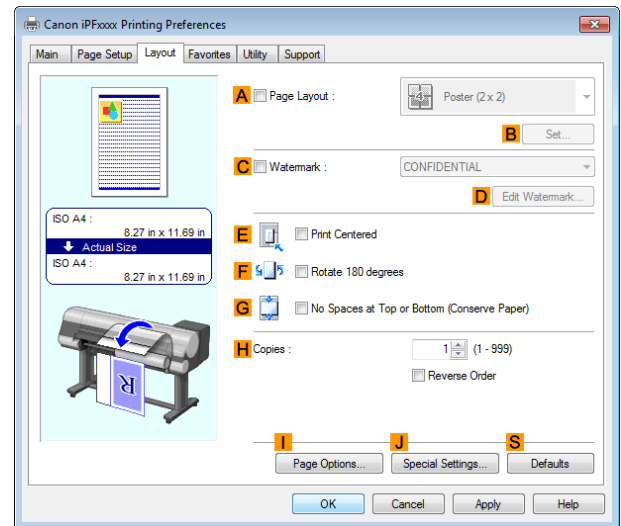 Canon iPFxxxx Printing Preferences
Main Page Setup Layout Favorites Utility Support
A Page Layout : 4 Poster (2 x 2)
B Set...
C Watermark : CONFIDENTIAL
D Edit Watermark...
ISO A4 :
8.27 in x 11.69 in
Actual Size
ISO A4 :
8.27 in x 11.69 in
E Print Centered
F Rotate 180 degrees
G No Spaces at Top or Bottom (Conserve Paper)
H Copies : 1 (1 - 999)
Reverse Order
R
I J S
Page Options... Special Settings... Defaults
OK Cancel Apply Help